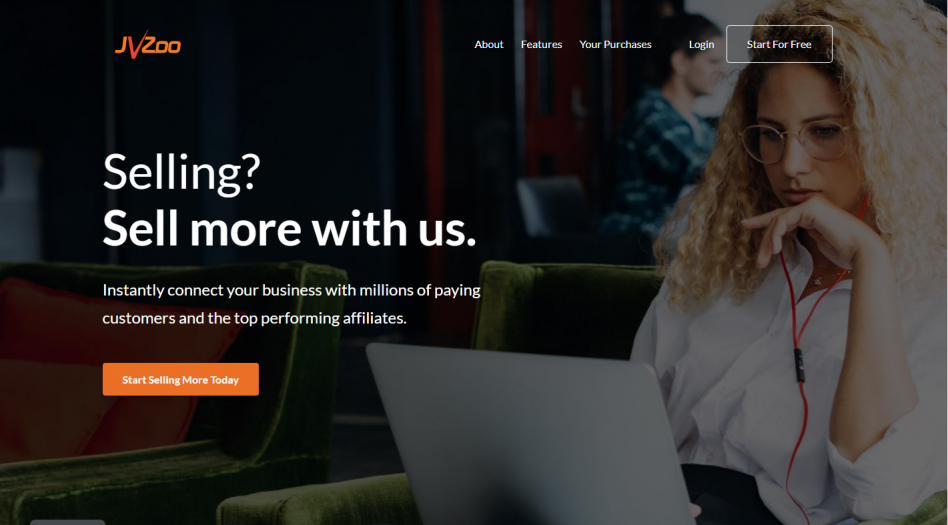 JVZoo
About
Features
Your Purchases
Login
Start For Free
Selling?
Sell more with us.
Instantly connect your business with millions of paying
customers and the top performing affiliates.
Start Selling More Today